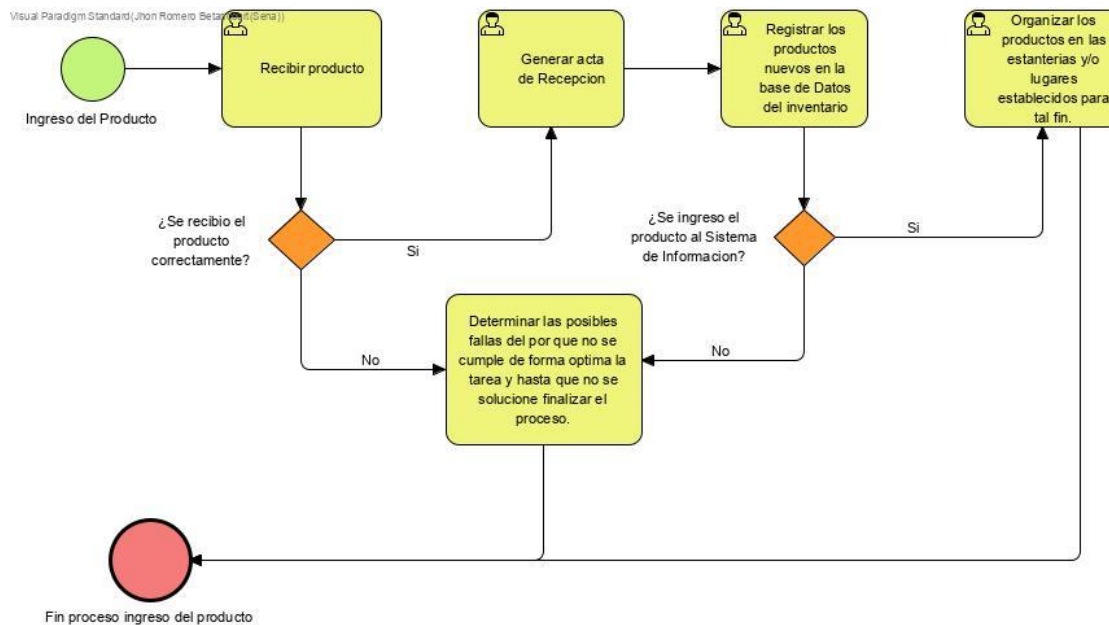 Visual Paradigm Standard(Jhon Romero Betancourt(Sena))
Ingreso del Producto
Recibir producto
Generar acta
de Recepcion
Registrar los
productos
nuevos en la
base de Datos
del inventario
Organizar los
productos en las
estanterias y/o
lugares
establecidos para
tal fin.
¿Se recibio el
producto
correctamente?
Si
No
¿Se ingreso el
producto al Sistema
de Informacion?
Si
No
Determinar las posibles
fallas del por que no se
cumple de forma optima la
tarea y hasta que no se
solucione finalizar el
proceso.
Fin proceso ingreso del producto